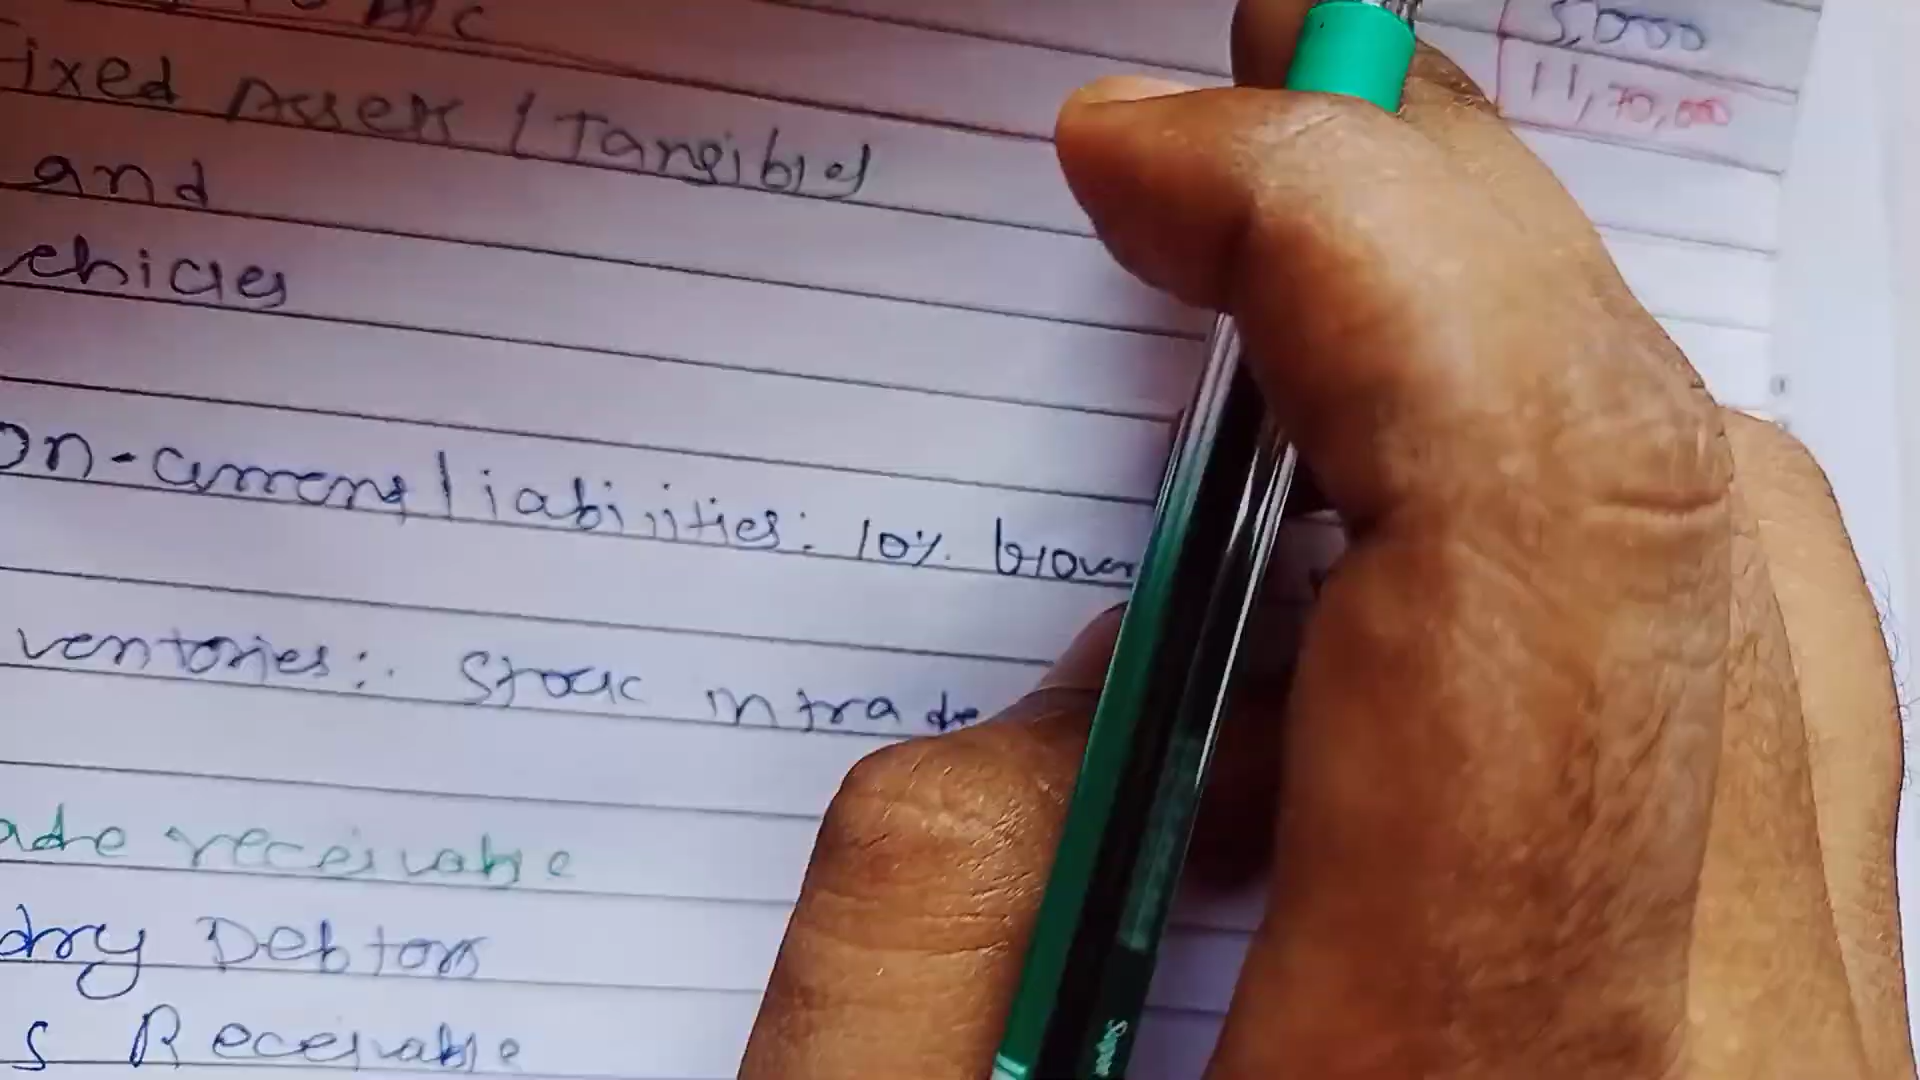 5,000
11,70,000
ixed Assets (Tangible)
and
ehicles
on-current liabilities: 10%
ventories:. Stock in trade
ade receivable
dry Debtors
s Receivable